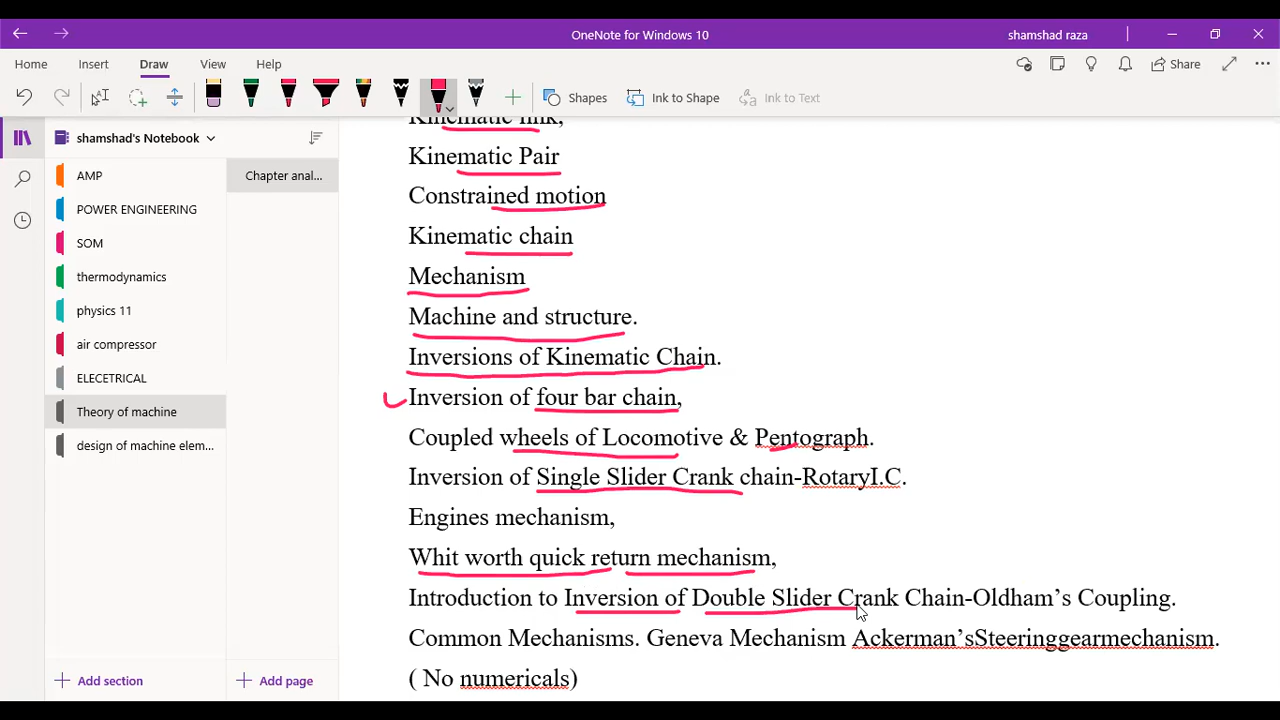 OneNote for Windows 10
shamshad raza
Home Insert Draw View Help
Share
Shapes
Ink to Shape
Ink to Text
shamshad's Notebook
AMP
POWER ENGINEERING
SOM
thermodynamics
physics 11
air compressor
ELECETRICAL
Theory of machine
design of machine elem...
Add section
Chapter anal...
Add page
Kinematic link,
Kinematic Pair
Constrained motion
Kinematic chain
Mechanism
Machine and structure.
Inversions of Kinematic Chain.
Inversion of four bar chain,
Coupled wheels of Locomotive & Pentograph.
Inversion of Single Slider Crank chain-RotaryI.C.
Engines mechanism,
Whit worth quick return mechanism,
Introduction to Inversion of Double Slider Crank Chain-Oldham's Coupling.
Common Mechanisms. Geneva Mechanism Ackerman'sSteeringgearmechanism.
( No numericals)